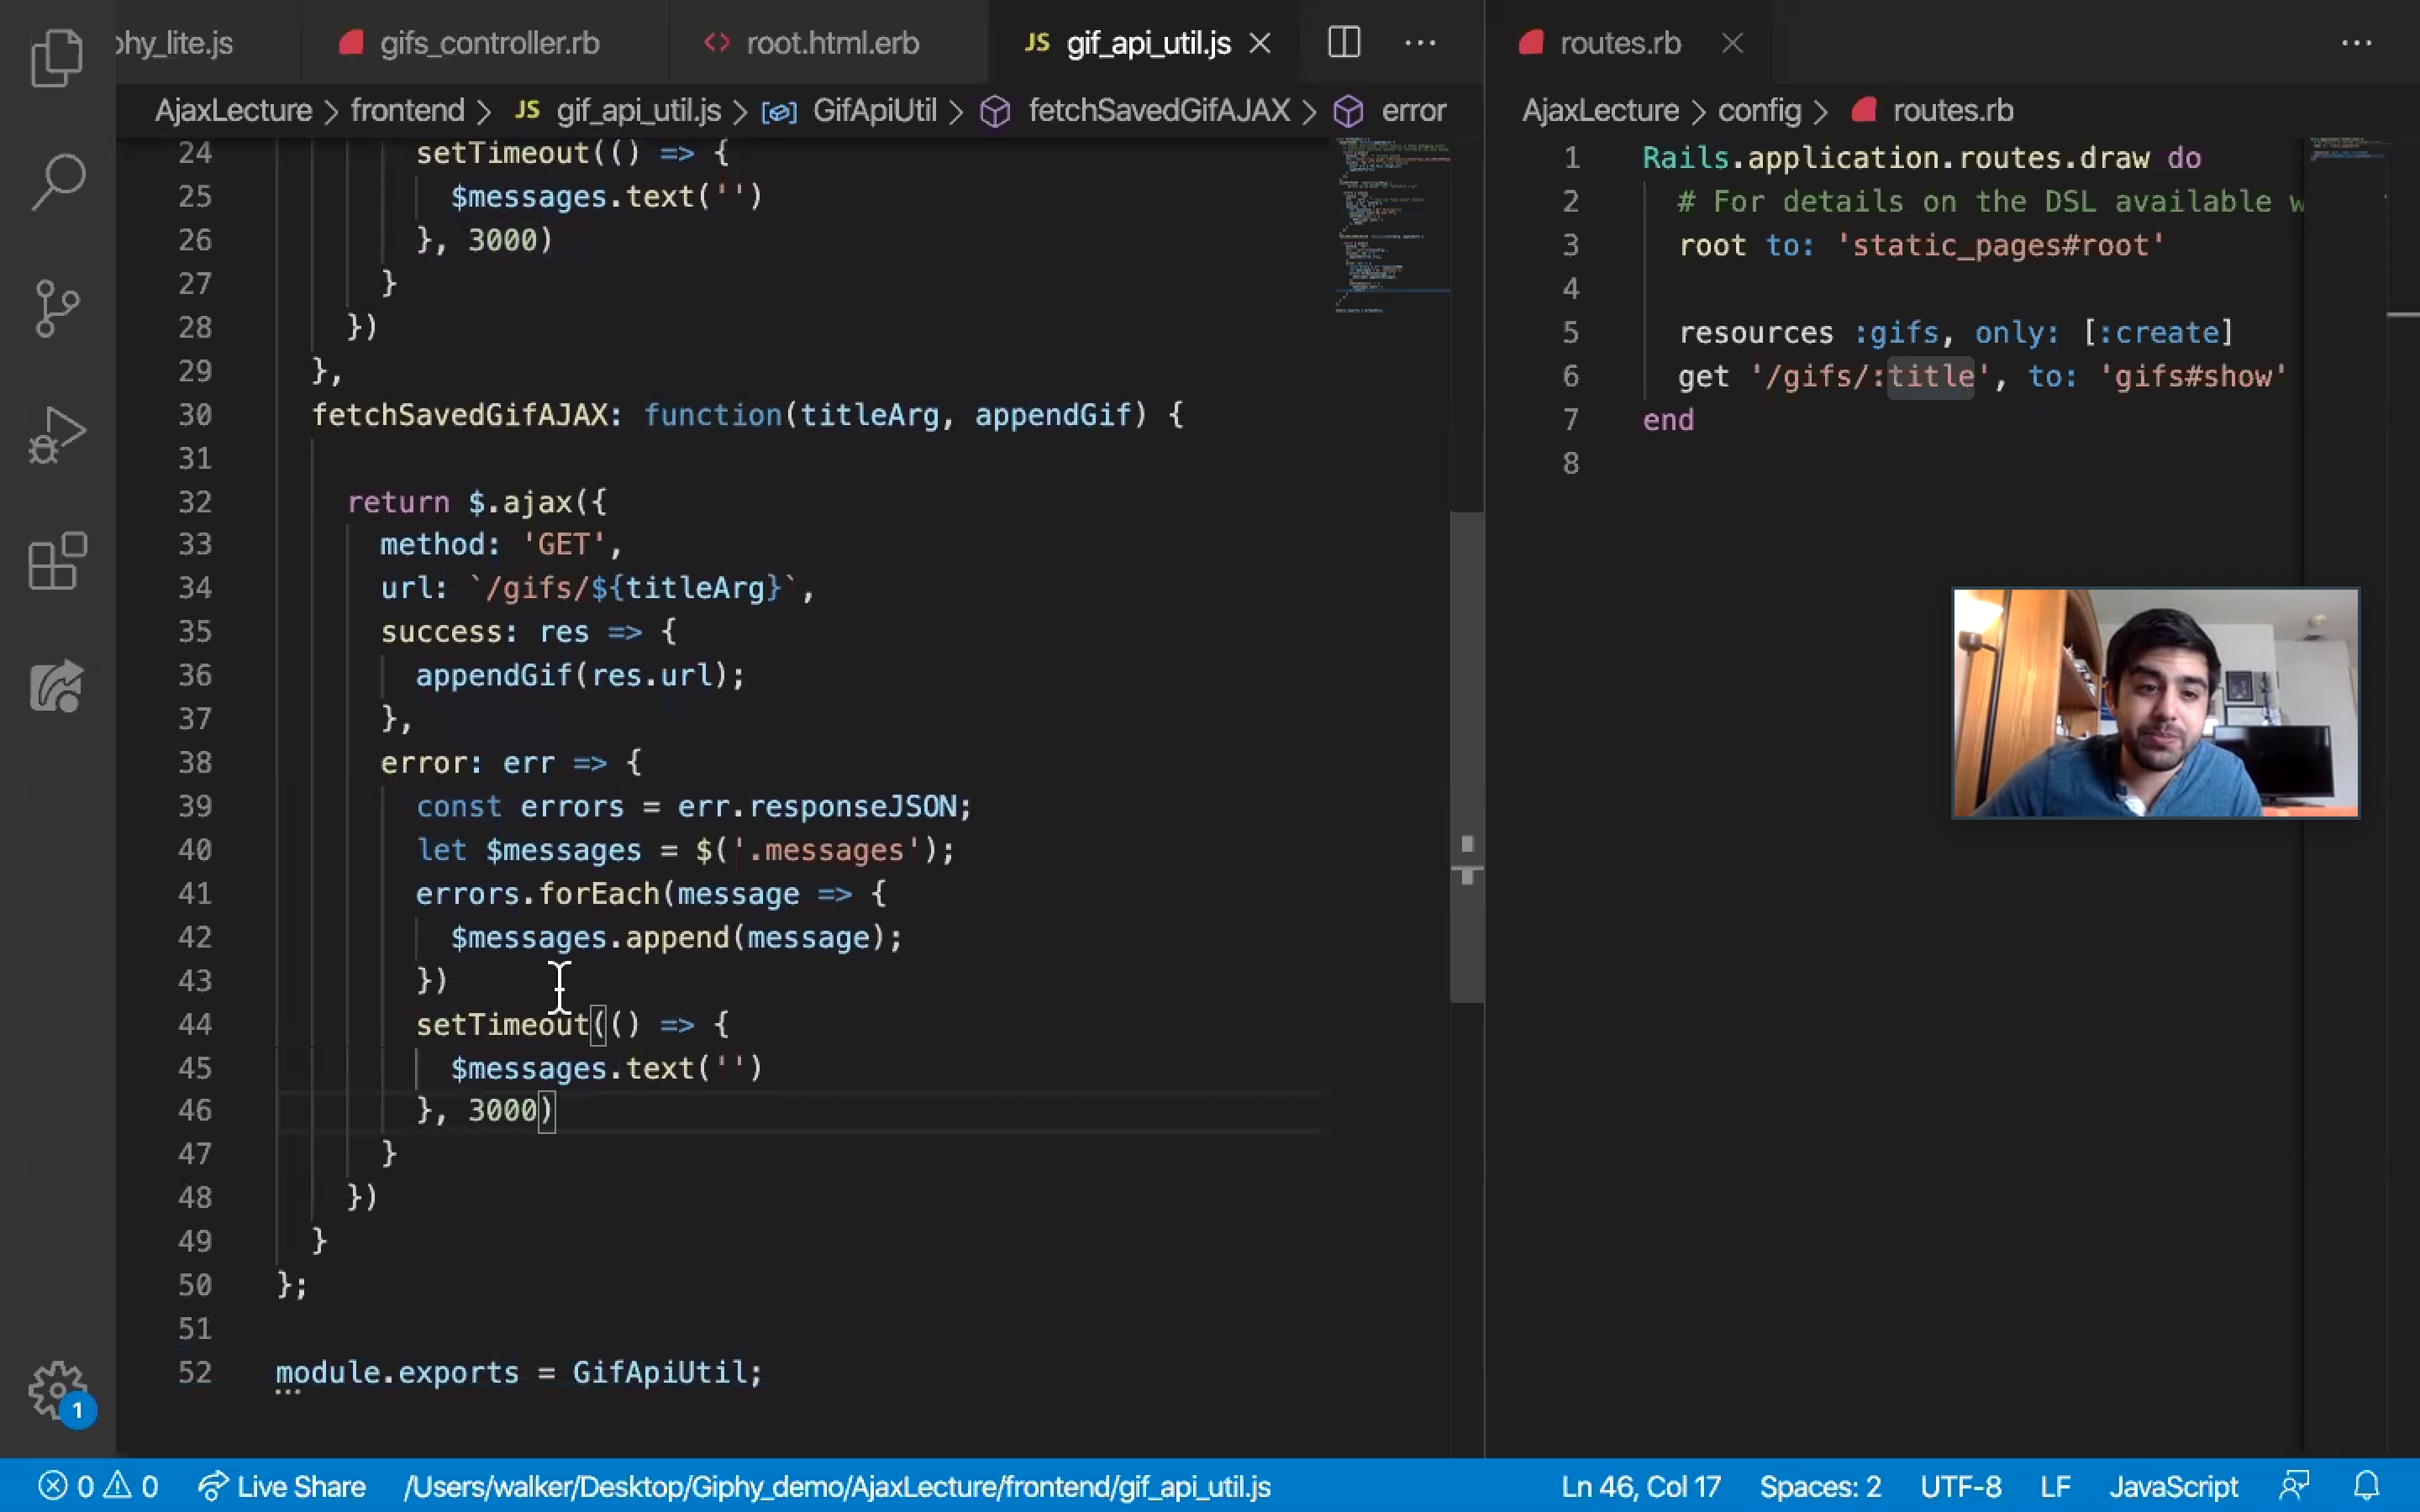 phy_lite.js
gifs_controller.rb
<> root.html.erb
JS gif_api_util.js
routes.rb
AjaxLecture > frontend > JS gif_api_util.js > GifApiUtil > fetchSavedGifAJAX > error
AjaxLecture > config > routes.rb
24 setTimeout(() => {
25 $messages.text('')
26 }, 3000)
27 }
28 })
29 },
30 fetchSavedGifAJAX: function(titleArg, appendGif) {
31
32 return $.ajax({
33 method: 'GET',
34 url: `/gifs/${titleArg}`,
35 success: res => {
36 appendGif(res.url);
37 },
38 error: err => {
39 const errors = err.responseJSON;
40 let $messages = $('.messages');
41 errors.forEach(message => {
42 $messages.append(message);
43 })
44 setTimeout(() => {
45 $messages.text('')
46 }, 3000)
47 }
48 })
49 }
50 };
51
52 module.exports = GifApiUtil;
1 Rails.application.routes.draw do
2 # For details on the DSL available w
3 root to: 'static_pages#root'
4
5 resources :gifs, only: [:create]
6 get '/gifs/:title', to: 'gifs#show'
7 end
8
1
0 0 Live Share /Users/walker/Desktop/Giphy_demo/AjaxLecture/frontend/gif_api_util.js Ln 46, Col 17 Spaces: 2 UTF-8 LF JavaScript